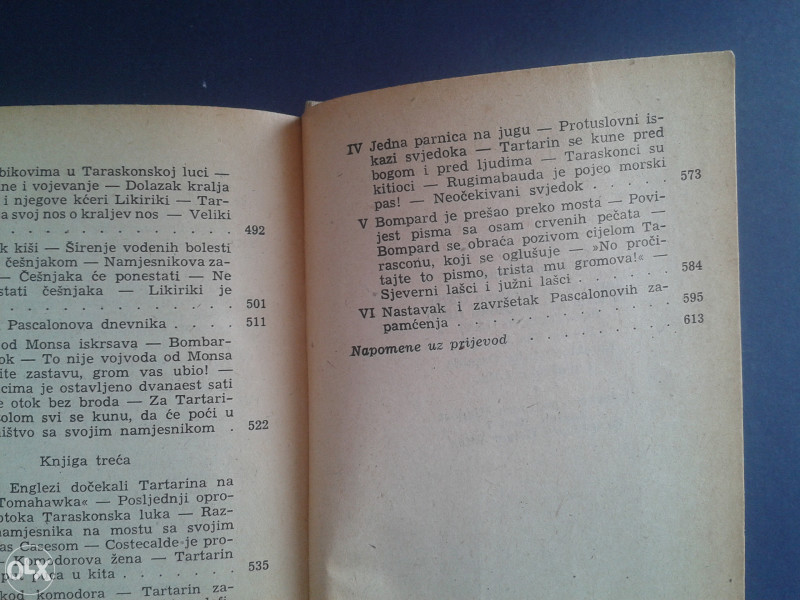 bikovima u Taraskonskoj luci —
ne i vojevanje — Dolazak kralja
i njegove kćeri Likiriki — Tar-
a svoj nos o kraljev nos — Veliki
. . . . . . . . . . . . 492
k kiši — Širenje vodenih bolesti
češnjakom — Namjesnikova za-
— Češnjaka će ponestati — Ne
stati češnjaka — Likiriki je
. . . . . . . . . . . . 501
Pascalonova dnevnika . . . . 511
od Monsa iskrsava — Bombar-
ok — To nije vojvoda od Monsa
ite zastavu, grom vas ubio! —
cima je ostavljeno dvanaest sati
e otok bez broda — Za Tartari-
olom svi se kunu, da će poći u
ništvo sa svojim namjesnikom . 522
Knjiga treća
Englezi dočekali Tartarina na
Tomahawka« — Posljednji opro-
otoka Taraskonska luka — Raz-
namjesnika na mostu sa svojim
as Casesom — Costecalde je pro-
Komodorova žena — Tartarin
u kita . . . . . . . 535
kod komodora — Tartarin za-
IV Jedna parnica na jugu — Protuslovni is-
kazi svjedoka — Tartarin se kune pred
bogom i pred ljudima — Taraskonci su
kitioci — Rugimabauda je pojeo morski
pas! — Neočekivani svjedok . . . . . 573
V Bompard je prešao preko mosta — Povi-
jest pisma sa osam crvenih pečata —
Bompard se obraća pozivom cijelom Ta-
rasconu, koji se oglušuje — »No proči-
tajte to pismo, trista mu gromova!« —
Sjeverni lašci i južni lašci . . . . . 584
VI Nastavak i završetak Pascalonovih za-
pamćenja . . . . . . . . . . 595
Napomene uz prijevod . . . . . . . 613
OLX